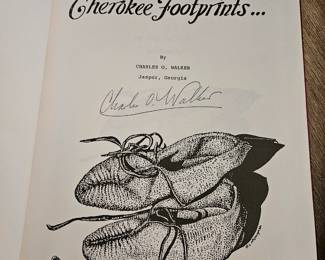 Cherokee Footprints...
By
CHARLES O. WALKER
Jasper, Georgia
Charles O. Walker